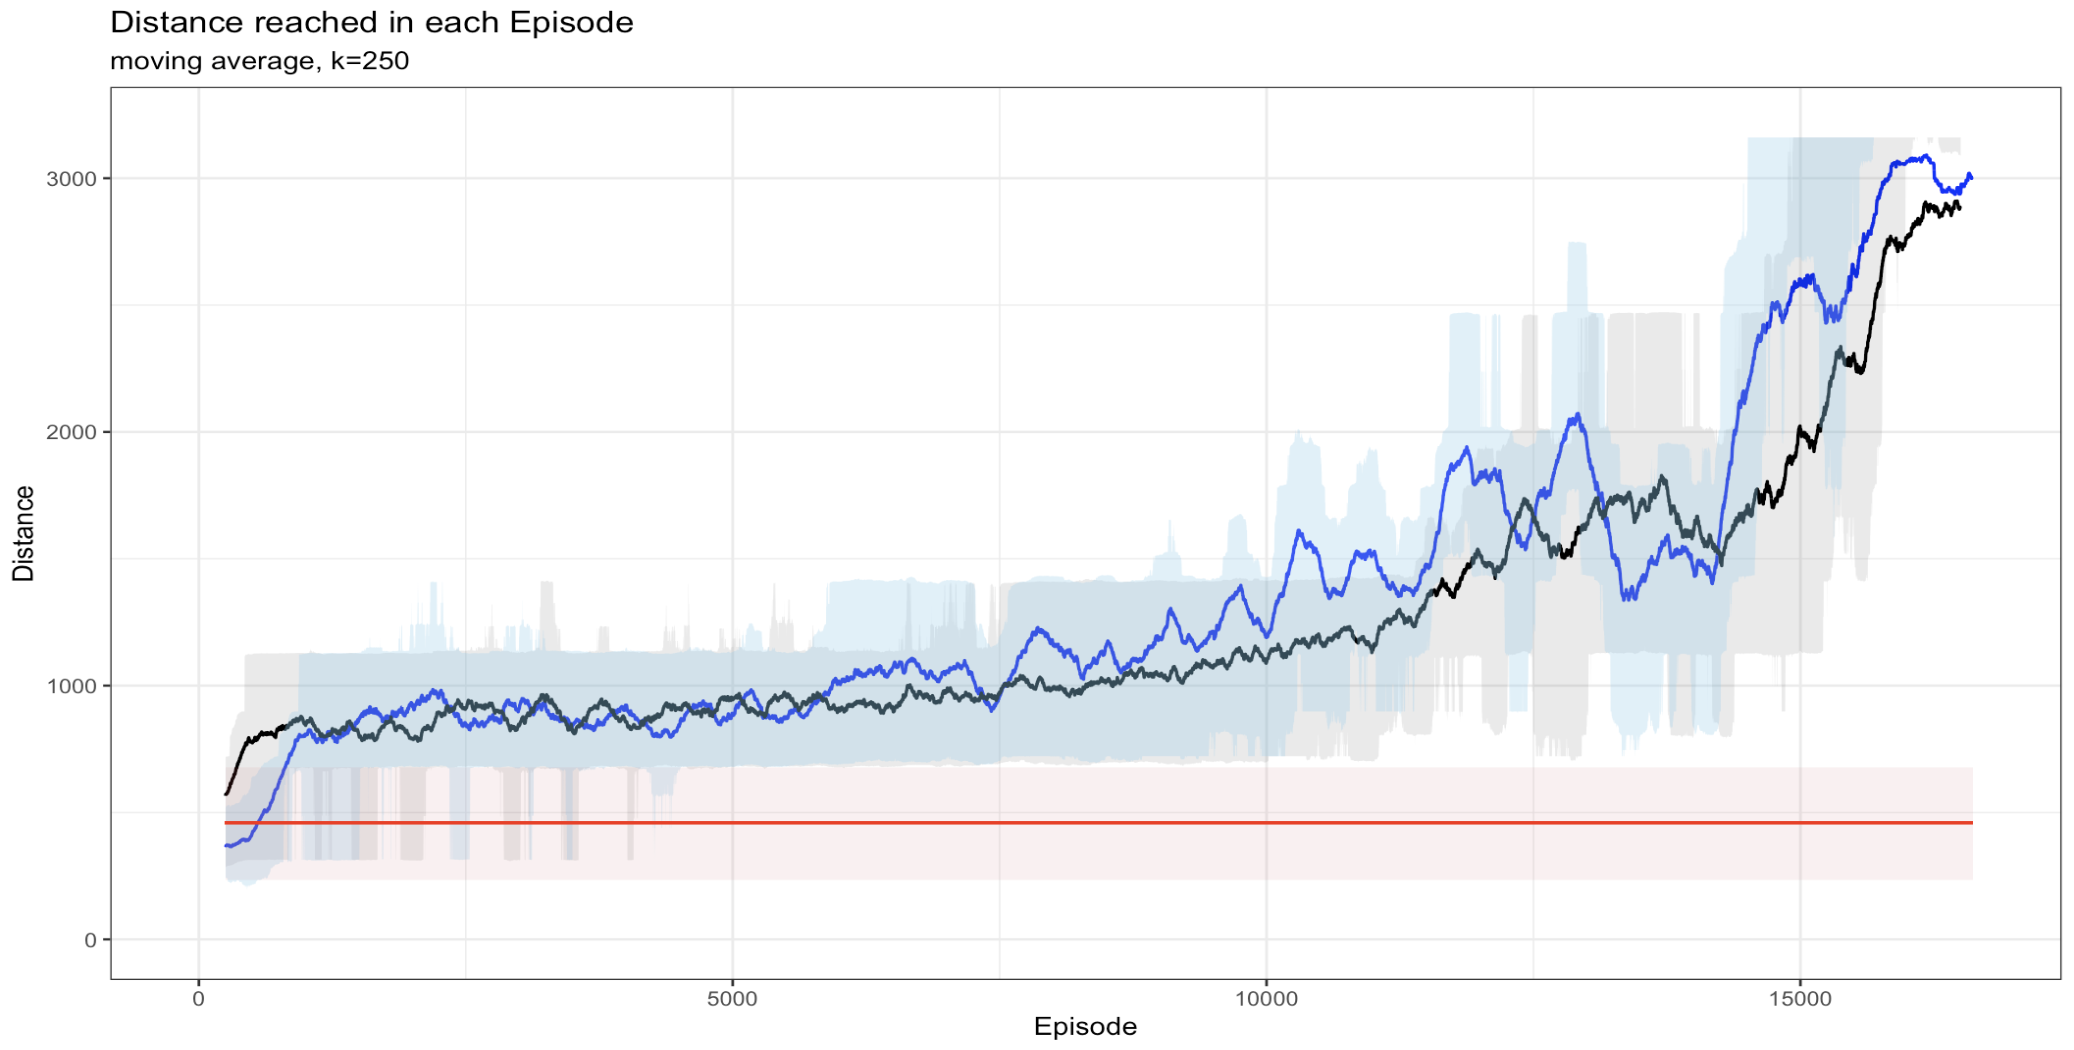 Distance reached in each Episode
moving average, k=250
3000
2000
1000
0
Distance
0
5000
10000
15000
Episode